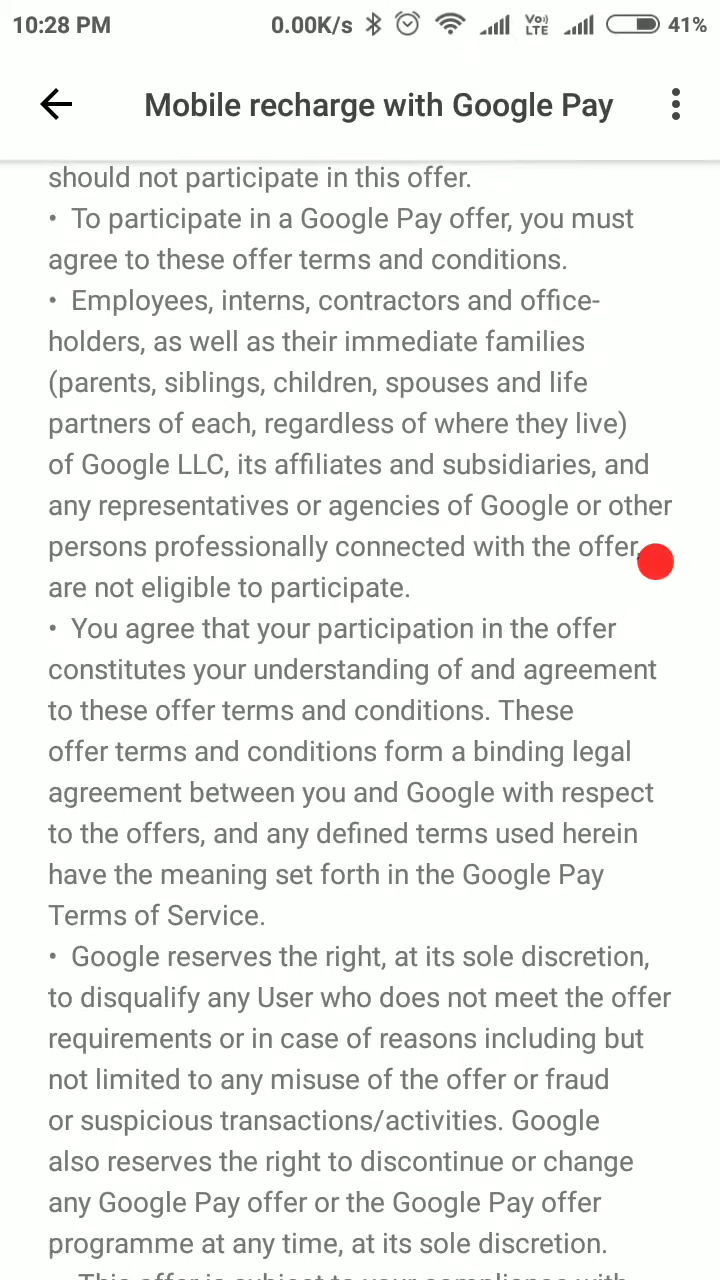 10:28 PM 0.00K/s Vo)) LTE 41%
Mobile recharge with Google Pay
should not participate in this offer.
• To participate in a Google Pay offer, you must
agree to these offer terms and conditions.
• Employees, interns, contractors and office-
holders, as well as their immediate families
(parents, siblings, children, spouses and life
partners of each, regardless of where they live)
of Google LLC, its affiliates and subsidiaries, and
any representatives or agencies of Google or other
persons professionally connected with the offer,
are not eligible to participate.
• You agree that your participation in the offer
constitutes your understanding of and agreement
to these offer terms and conditions. These
offer terms and conditions form a binding legal
agreement between you and Google with respect
to the offers, and any defined terms used herein
have the meaning set forth in the Google Pay
Terms of Service.
• Google reserves the right, at its sole discretion,
to disqualify any User who does not meet the offer
requirements or in case of reasons including but
not limited to any misuse of the offer or fraud
or suspicious transactions/activities. Google
also reserves the right to discontinue or change
any Google Pay offer or the Google Pay offer
programme at any time, at its sole discretion.
This offer is subject to your compliance with